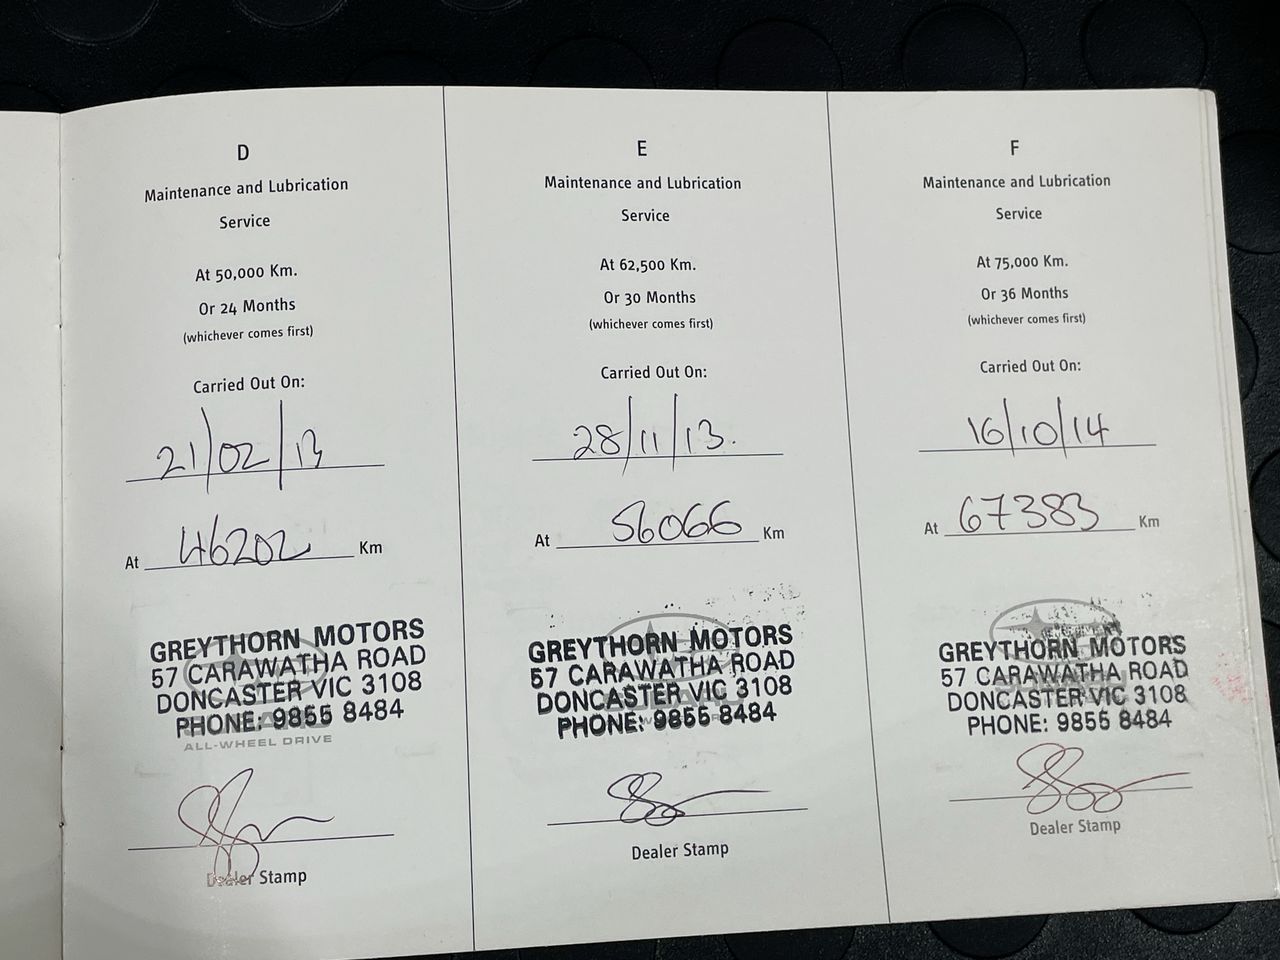 D
Maintenance and Lubrication
Service
At 50,000 Km.
Or 24 Months
(whichever comes first)
Carried Out On:
21/02/13
At 46202 Km
GREYTHORN MOTORS
57 CARAWATHA ROAD
DONCASTER VIC 3108
PHONE: 9855 8484
ALL-WHEEL DRIVE
Dealer Stamp
E
Maintenance and Lubrication
Service
At 62,500 Km.
Or 30 Months
(whichever comes first)
Carried Out On:
28/11/13.
At 56066 Km
GREYTHORN MOTORS
57 CARAWATHA ROAD
DONCASTER VIC 3108
PHONE: 9855 8484
Dealer Stamp
F
Maintenance and Lubrication
Service
At 75,000 Km.
Or 36 Months
(whichever comes first)
Carried Out On:
16/10/14
At 67383 Km
GREYTHORN MOTORS
57 CARAWATHA ROAD
DONCASTER VIC 3108
PHONE: 9855 8484
Dealer Stamp